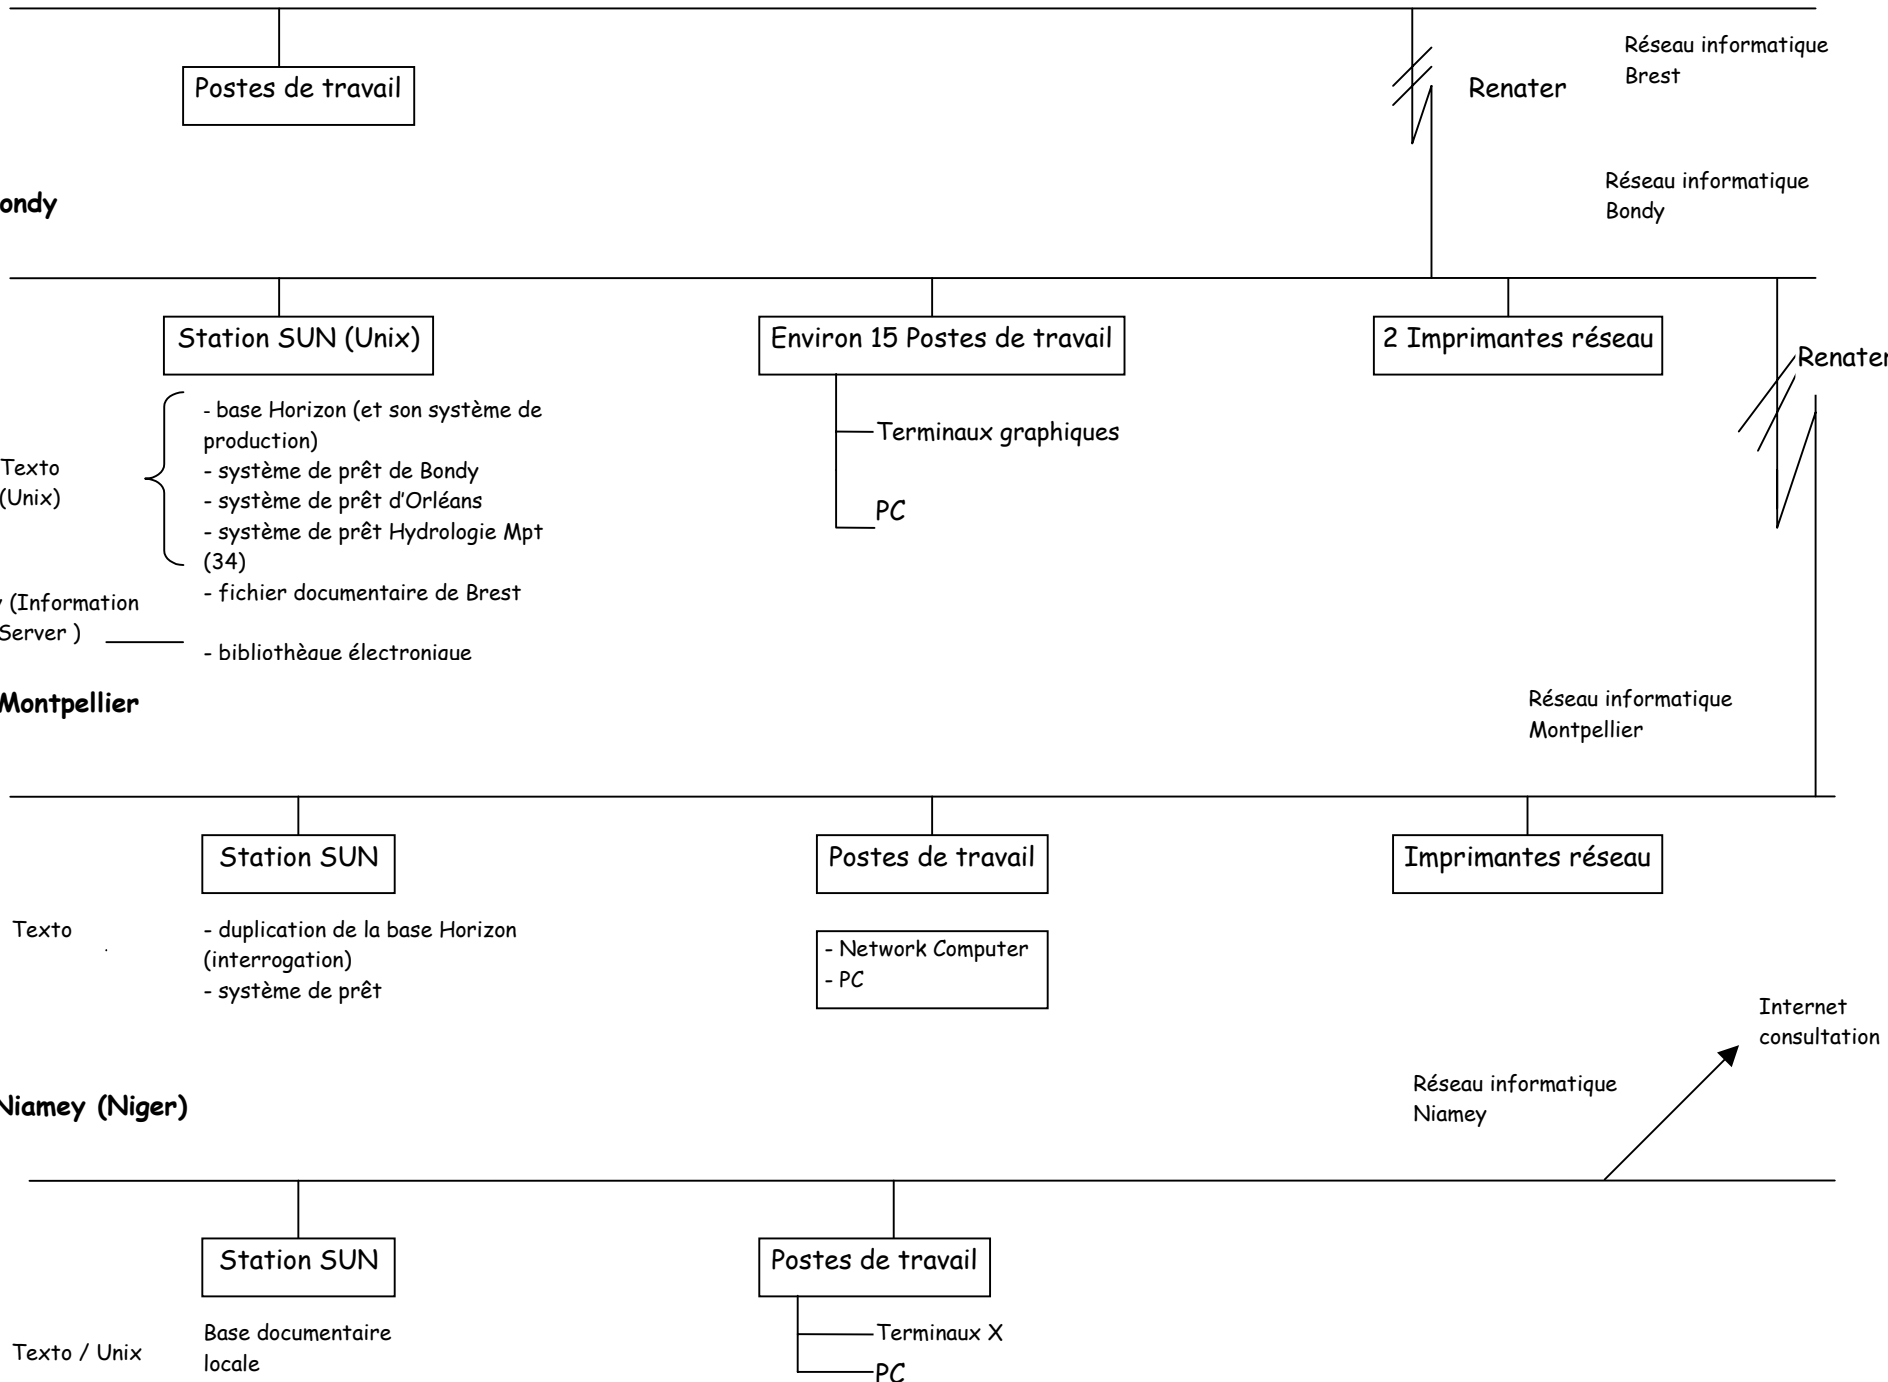 Réseau informatique
Brest
Postes de travail
Renater
Réseau informatique
Bondy
ondy
Station SUN (Unix)
Environ 15 Postes de travail
2 Imprimantes réseau
Renater
- base Horizon (et son système de
production)
- système de prêt de Bondy
- système de prêt d'Orléans
- système de prêt Hydrologie Mpt
(34)
- fichier documentaire de Brest
- bibliothèque électronique
Texto
(Unix)
(Information
Server )
Terminaux graphiques
PC
Montpellier
Réseau informatique
Montpellier
Station SUN
Postes de travail
Imprimantes réseau
Texto
- duplication de la base Horizon
(interrogation)
- système de prêt
- Network Computer
- PC
Internet
consultation
Réseau informatique
Niamey
Niamey (Niger)
Station SUN
Postes de travail
Texto / Unix
Base documentaire
locale
Terminaux X
PC